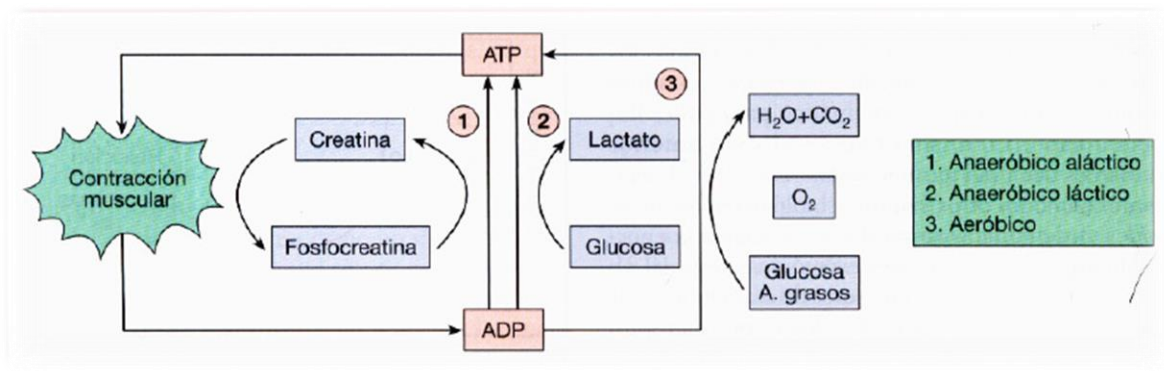 ATP
3
1
2
Creatina
Lactato
H₂O+CO₂
Contracción
muscular
O₂
Fosfocreatina
Glucosa
Glucosa
A. grasos
ADP
1. Anaeróbico aláctico
2. Anaeróbico láctico
3. Aeróbico